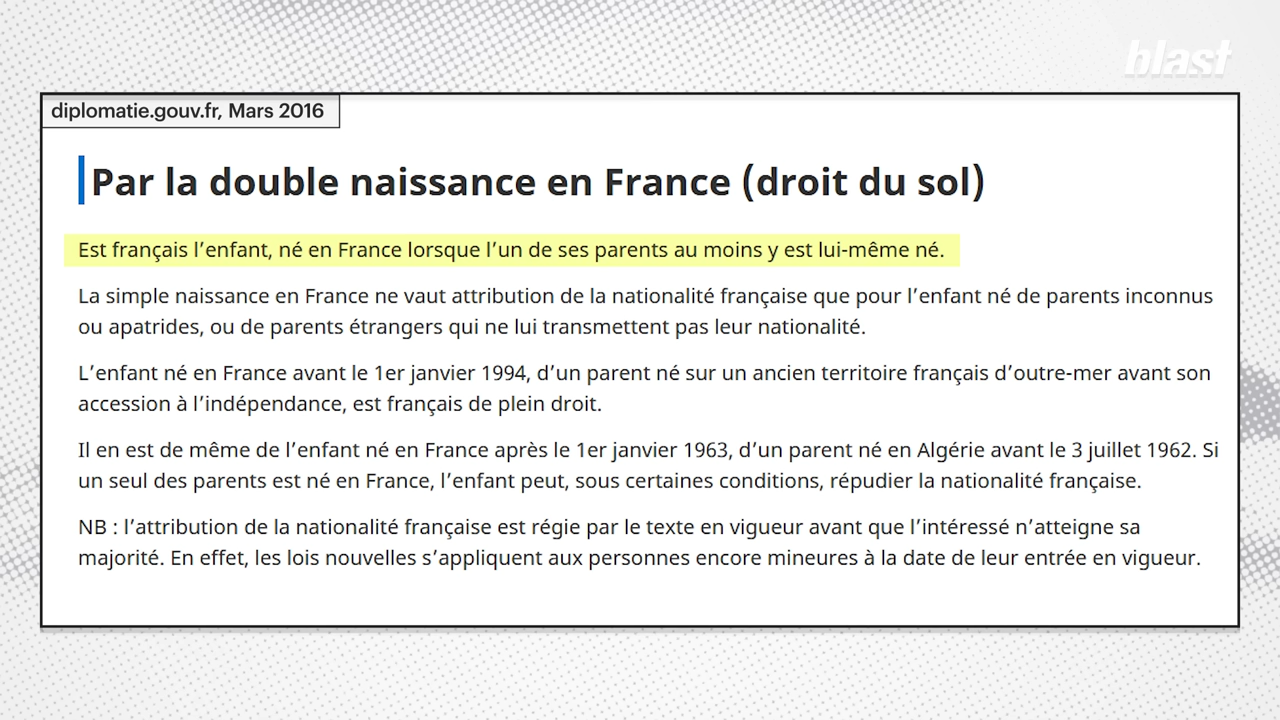 blast
diplomatie.gouv.fr, Mars 2016
Par la double naissance en France (droit du sol)
Est français l’enfant, né en France lorsque l’un de ses parents au moins y est lui-même né.
La simple naissance en France ne vaut attribution de la nationalité française que pour l’enfant né de parents inconnus
ou apatrides, ou de parents étrangers qui ne lui transmettent pas leur nationalité.
L’enfant né en France avant le 1er janvier 1994, d’un parent né sur un ancien territoire français d’outre-mer avant son
accession à l’indépendance, est français de plein droit.
Il en est de même de l’enfant né en France après le 1er janvier 1963, d’un parent né en Algérie avant le 3 juillet 1962. Si
un seul des parents est né en France, l’enfant peut, sous certaines conditions, répudier la nationalité française.
NB : l’attribution de la nationalité française est régie par le texte en vigueur avant que l’intéressé n’atteigne sa
majorité. En effet, les lois nouvelles s’appliquent aux personnes encore mineures à la date de leur entrée en vigueur.